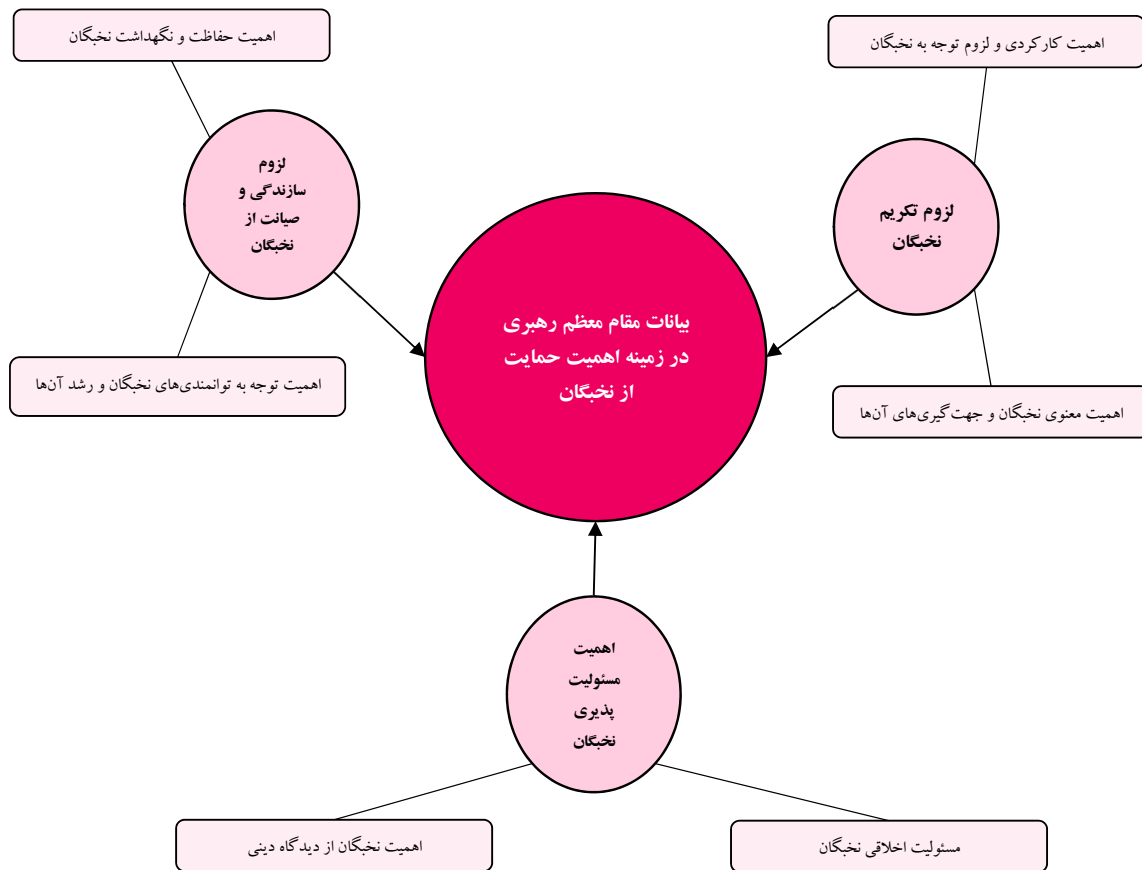 اهمیت کارکردی و لزوم توجه به نخبگان
لزوم تکریم
نخبگان
اهمیت معنوی نخبگان و جهت‌گیری‌های آن‌ها
اهمیت حفاظت و نگهداشت نخبگان
لزوم
سازندگی و
صیانت از
نخبگان
اهمیت توجه به توانمندی‌های نخبگان و رشد آن‌ها
بیانات مقام معظم رهبری
در زمینه اهمیت حمایت
از نخبگان
اهمیت
مسئولیت
پذیری
نخبگان
مسئولیت اخلاقی نخبگان
اهمیت نخبگان از دیدگاه دینی